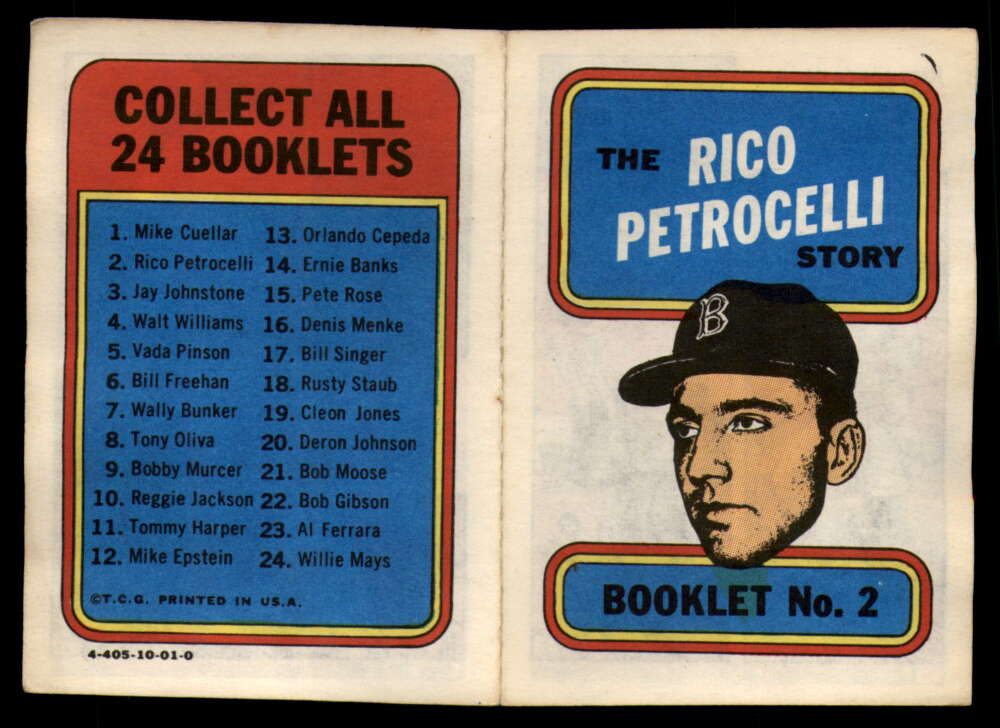 COLLECT ALL
24 BOOKLETS
1. Mike Cuellar
2. Rico Petrocelli
3. Jay Johnstone
4. Walt Williams
5. Vada Pinson
6. Bill Freehan
7. Wally Bunker
8. Tony Oliva
9. Bobby Murcer
10. Reggie Jackson
11. Tommy Harper
12. Mike Epstein
13. Orlando Cepeda
14. Ernie Banks
15. Pete Rose
16. Denis Menke
17. Bill Singer
18. Rusty Staub
19. Cleon Jones
20. Deron Johnson
21. Bob Moose
22. Bob Gibson
23. Al Ferrara
24. Willie Mays
©T.C.G. PRINTED IN U.S.A.
4-405-10-01-0
THE RICO
PETROCELLI
STORY
B
BOOKLET No. 2